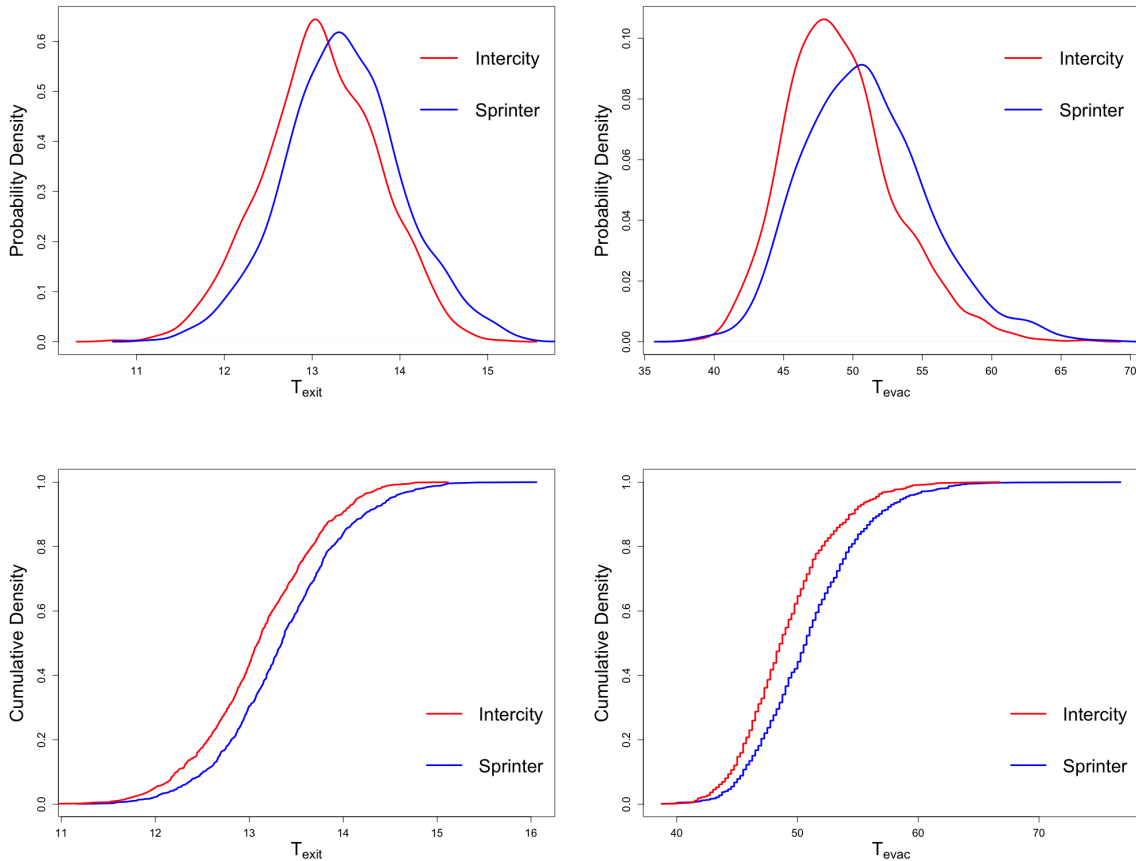 Probability Density
0.0 0.1 0.2 0.3 0.4 0.5 0.6
Intercity
Sprinter
11 12 13 14 15
T_exit
Probability Density
0.00 0.02 0.04 0.06 0.08 0.10
Intercity
Sprinter
35 40 45 50 55 60 65 70
T_evac
Cumulative Density
0.0 0.2 0.4 0.6 0.8 1.0
Intercity
Sprinter
11 12 13 14 15 16
T_exit
Cumulative Density
0.0 0.2 0.4 0.6 0.8 1.0
Intercity
Sprinter
40 50 60 70
T_evac